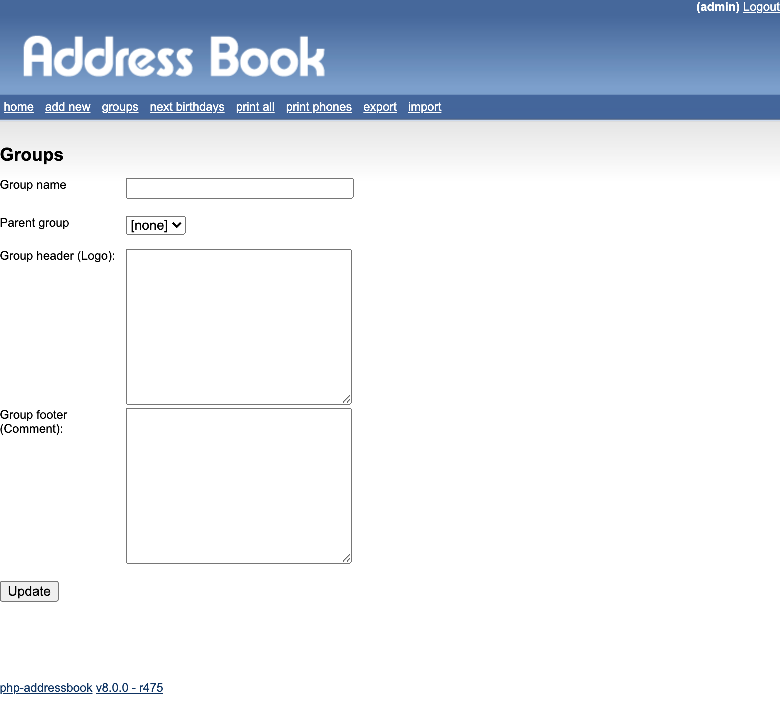 (admin) Logout
Address Book
home add new groups next birthdays print all print phones export import
Groups
Group name
Parent group [none]
Group header (Logo):
Group footer
(Comment):
Update
php-addressbook v8.0.0 - r475